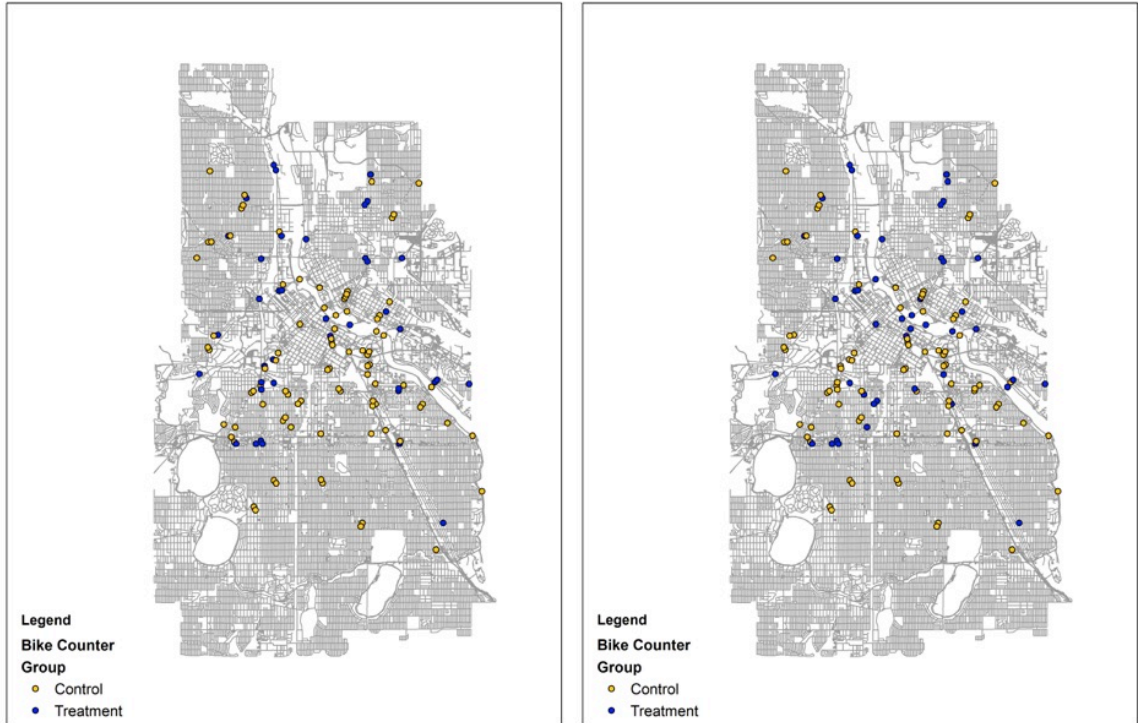 Legend
Bike Counter
Group
Control
Treatment
Legend
Bike Counter
Group
Control
Treatment